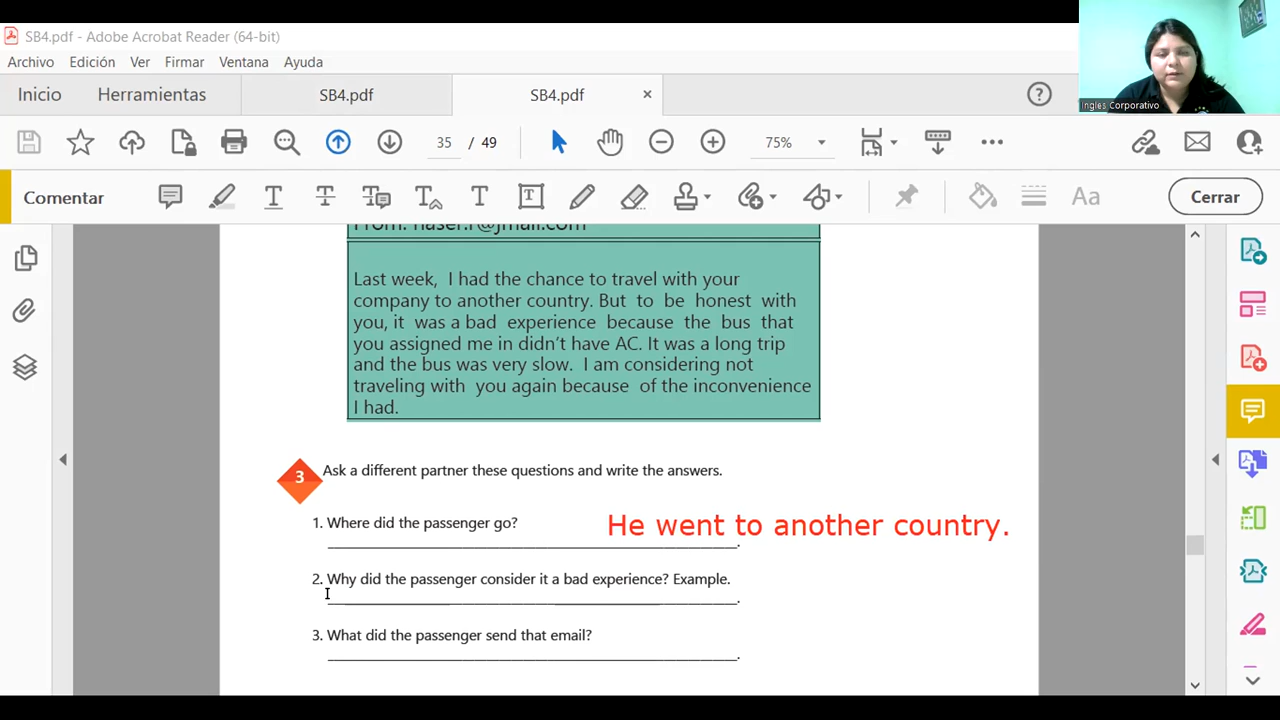 SB4.pdf - Adobe Acrobat Reader (64-bit)
Archivo Edición Ver Firmar Ventana Ayuda
Inicio Herramientas SB4.pdf SB4.pdf
Ingles Corporativo
35 / 49 75%
Comentar Aa Cerrar
From: naser.r@jmail.com
Last week, I had the chance to travel with your
company to another country. But to be honest with
you, it was a bad experience because the bus that
you assigned me in didn't have AC. It was a long trip
and the bus was very slow. I am considering not
traveling with you again because of the inconvenience
I had.
3 Ask a different partner these questions and write the answers.
1. Where did the passenger go? He went to another country.
2. Why did the passenger consider it a bad experience? Example.
3. What did the passenger send that email?